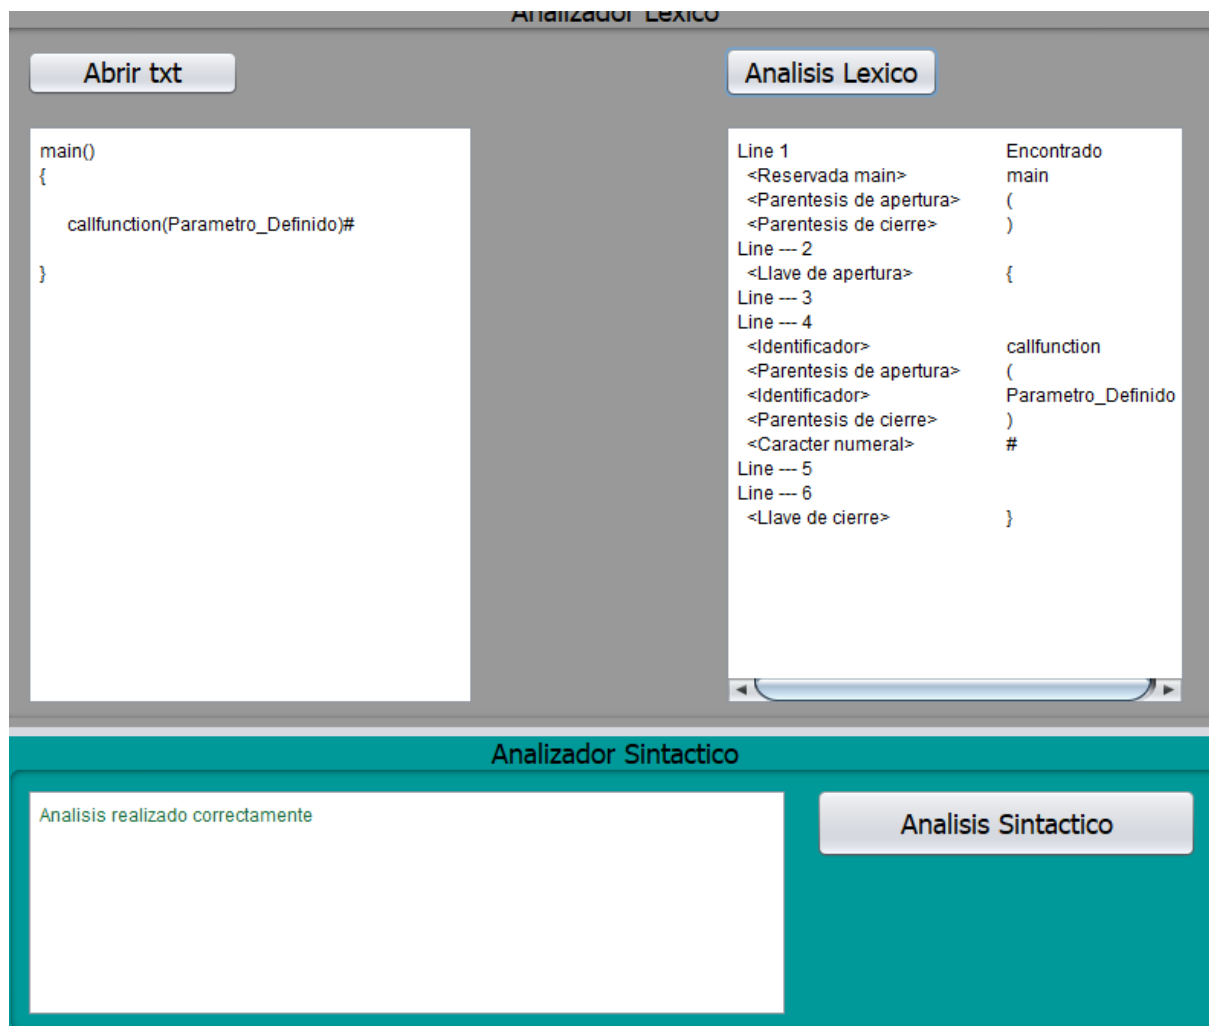 Analizador Lexico
Abrir txt
Analisis Lexico
main()
{
callfunction(Parametro_Definido)#
}
Line 1 Encontrado
<Reservada main> main
<Parentesis de apertura> (
<Parentesis de cierre> )
Line --- 2
<Llave de apertura> {
Line --- 3
Line --- 4
<Identificador> callfunction
<Parentesis de apertura> (
<Identificador> Parametro_Definido
<Parentesis de cierre> )
<Caracter numeral> #
Line --- 5
Line --- 6
<Llave de cierre> }
Analizador Sintactico
Analisis realizado correctamente
Analisis Sintactico